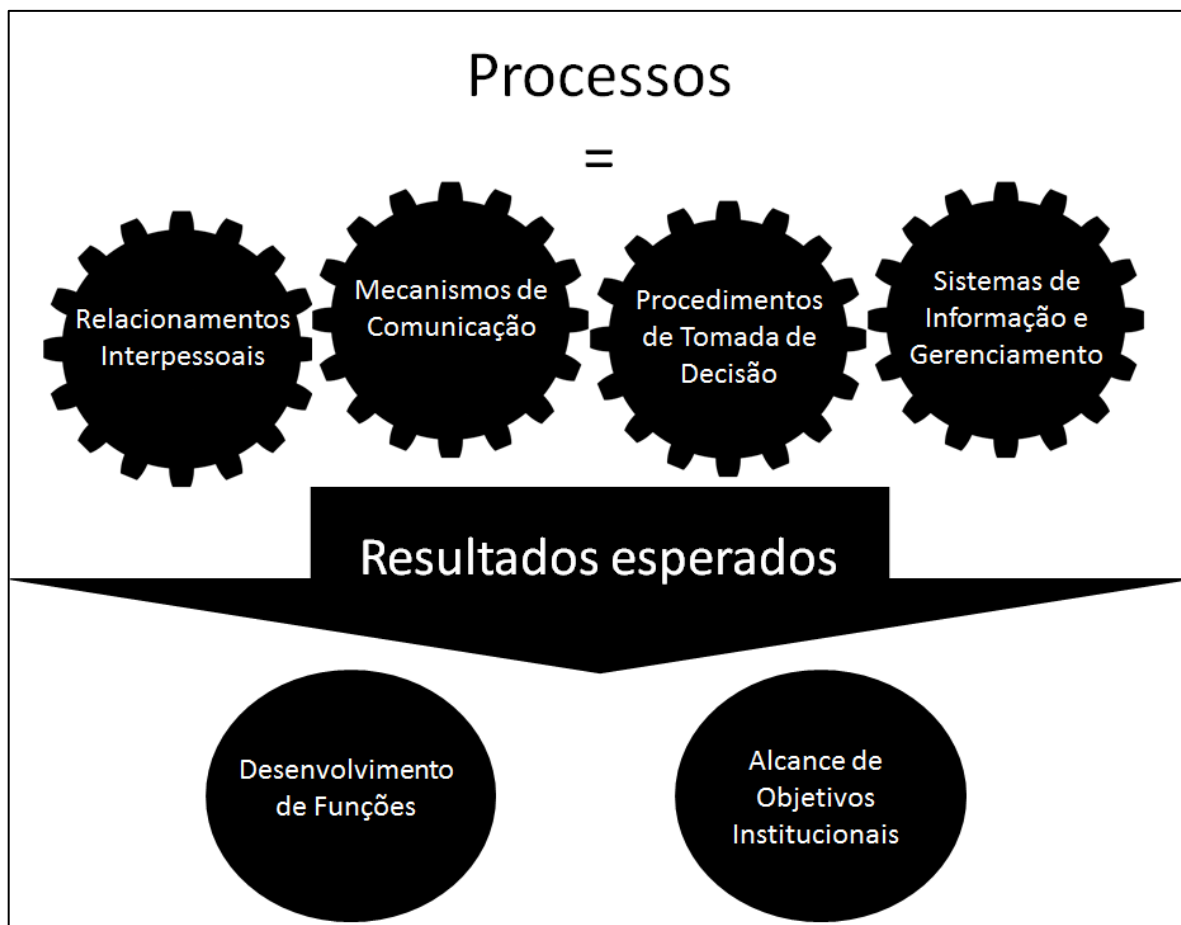 Processos
=
Relacionamentos
Interpessoais
Mecanismos de
Comunicação
Procedimentos
de Tomada de
Decisão
Sistemas de
Informação e
Gerenciamento
Resultados esperados
Desenvolvimento
de Funções
Alcance de
Objetivos
Institucionais